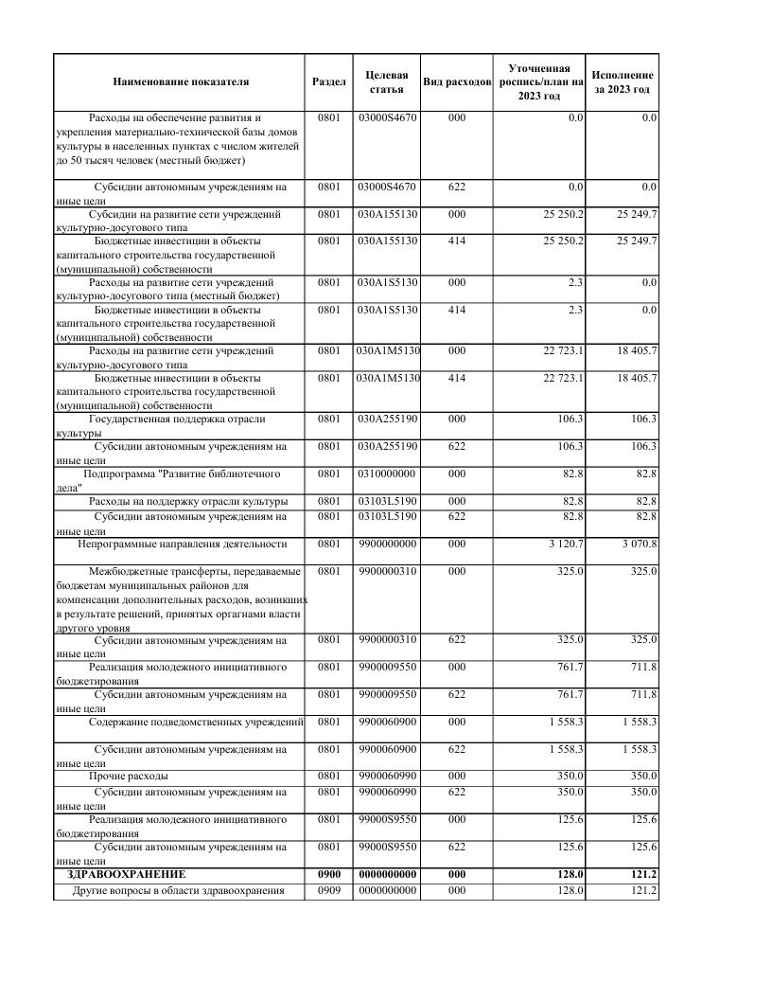 Наименование показателя Раздел Целевая статья Вид расходов Уточненная роспись/план на 2023 год Исполнение за 2023 год
Расходы на обеспечение развития и 0801 03000S4670 000 0.0 0.0
укрепления материально-технической базы домов
культуры в населенных пунктах с числом жителей
до 50 тысяч человек (местный бюджет)
Субсидии автономным учреждениям на 0801 03000S4670 622 0.0 0.0
иные цели
Субсидии на развитие сети учреждений 0801 030A155130 000 25 250.2 25 249.7
культурно-досугового типа
Бюджетные инвестиции в объекты 0801 030A155130 414 25 250.2 25 249.7
капитального строительства государственной
(муниципальной) собственности
Расходы на развитие сети учреждений 0801 030A1S5130 000 2.3 0.0
культурно-досугового типа (местный бюджет)
Бюджетные инвестиции в объекты 0801 030A1S5130 414 2.3 0.0
капитального строительства государственной
(муниципальной) собственности
Расходы на развитие сети учреждений 0801 030A1M5130 000 22 723.1 18 405.7
культурно-досугового типа
Бюджетные инвестиции в объекты 0801 030A1M5130 414 22 723.1 18 405.7
капитального строительства государственной
(муниципальной) собственности
Государственная поддержка отрасли 0801 030A255190 000 106.3 106.3
культуры
Субсидии автономным учреждениям на 0801 030A255190 622 106.3 106.3
иные цели
Подпрограмма "Развитие библиотечного 0801 0310000000 000 82.8 82.8
дела"
Расходы на поддержку отрасли культуры 0801 03103L5190 000 82.8 82.8
Субсидии автономным учреждениям на 0801 03103L5190 622 82.8 82.8
иные цели
Непрограммные направления деятельности 0801 9900000000 000 3 120.7 3 070.8
Межбюджетные трансферты, передаваемые 0801 9900000310 000 325.0 325.0
бюджетам муниципальных районов для
компенсации дополнительных расходов, возникших
в результате решений, принятых оргагнами власти
другого уровня
Субсидии автономным учреждениям на 0801 9900000310 622 325.0 325.0
иные цели
Реализация молодежного инициативного 0801 9900009550 000 761.7 711.8
бюджетирования
Субсидии автономным учреждениям на 0801 9900009550 622 761.7 711.8
иные цели
Содержание подведомственных учреждений 0801 9900060900 000 1 558.3 1 558.3
Субсидии автономным учреждениям на 0801 9900060900 622 1 558.3 1 558.3
иные цели
Прочие расходы 0801 9900060990 000 350.0 350.0
Субсидии автономным учреждениям на 0801 9900060990 622 350.0 350.0
иные цели
Реализация молодежного инициативного 0801 99000S9550 000 125.6 125.6
бюджетирования
Субсидии автономным учреждениям на 0801 99000S9550 622 125.6 125.6
иные цели
ЗДРАВООХРАНЕНИЕ 0900 0000000000 000 128.0 121.2
Другие вопросы в области здравоохранения 0909 0000000000 000 128.0 121.2